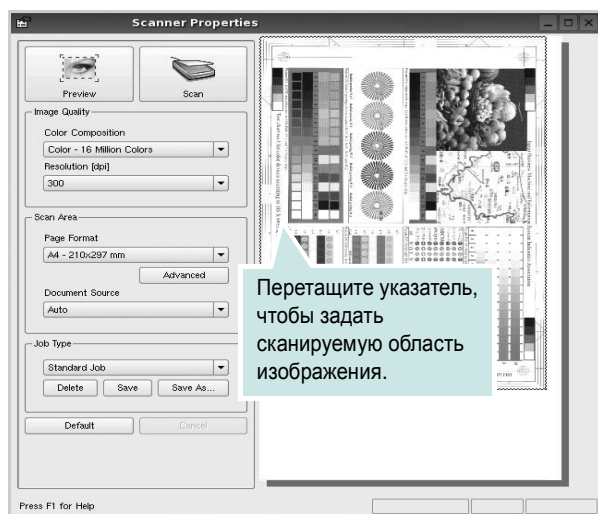 Scanner Properties
Preview
Scan
Image Quality
Color Composition
Color - 16 Million Colors
Resolution [dpi]
300
Scan Area
Page Format
A4 - 210x297 mm
Advanced
Document Source
Auto
Job Type
Standard Job
Delete
Save
Save As...
Default
Cancel
Перетащите указатель,
чтобы задать
сканируемую область
изображения.
Press F1 for Help